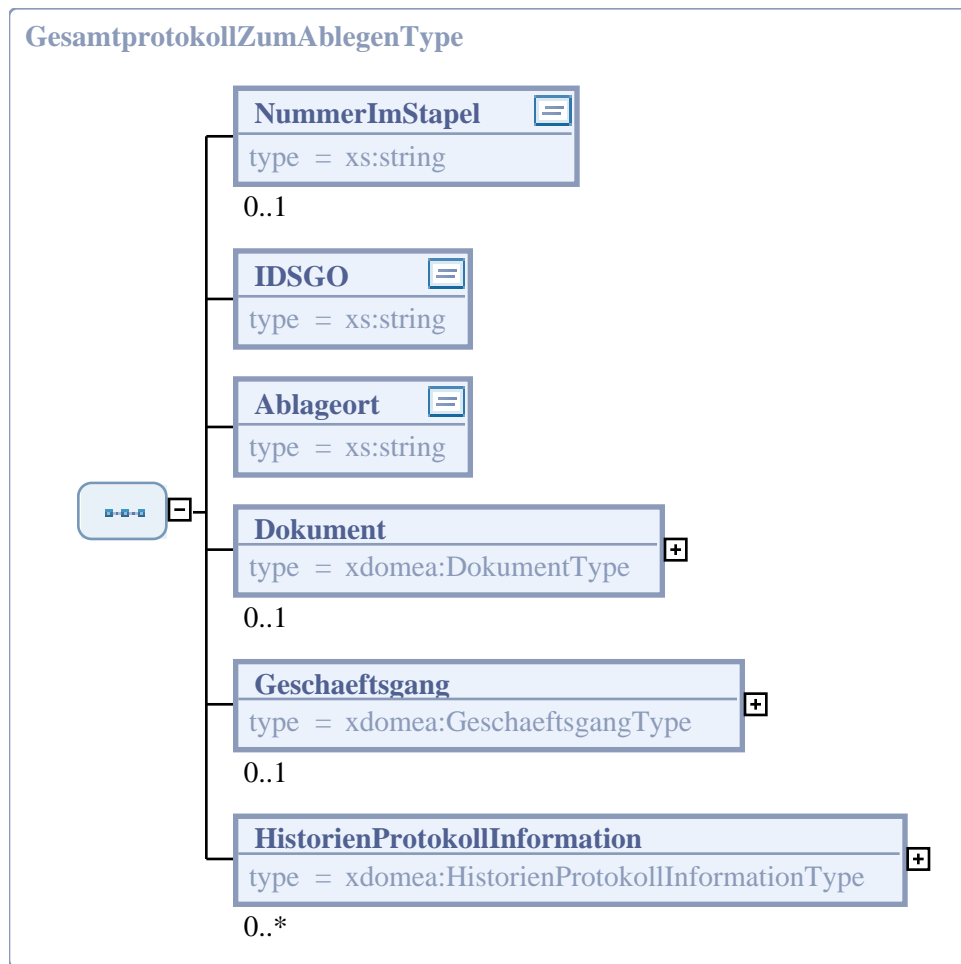 GesamtprotokollZumAblegenType
NummerImStapel
type = xs:string
0..1
IDSGO
type = xs:string
Ablageort
type = xs:string
Dokument
type = xdomea:DokumentType
0..1
Geschaeftsgang
type = xdomea:GeschaeftsgangType
0..1
HistorienProtokollInformation
type = xdomea:HistorienProtokollInformationType
0..*